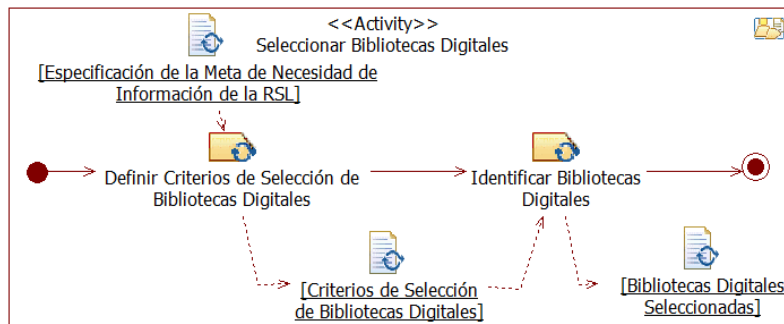 <<Activity>>
Seleccionar Bibliotecas Digitales
[Especificación de la Meta de Necesidad de
Información de la RSL]
Definir Criterios de Selección de
Bibliotecas Digitales
Identificar Bibliotecas
Digitales
[Criterios de Selección
de Bibliotecas Digitales]
[Bibliotecas Digitales
Seleccionadas]